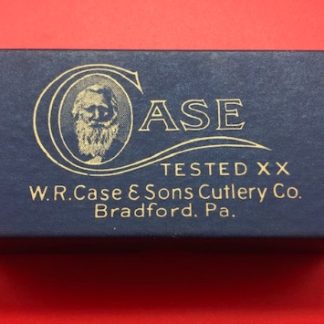 CASE
TESTED XX
W.R. Case & Sons Cutlery Co.
Bradford, Pa.